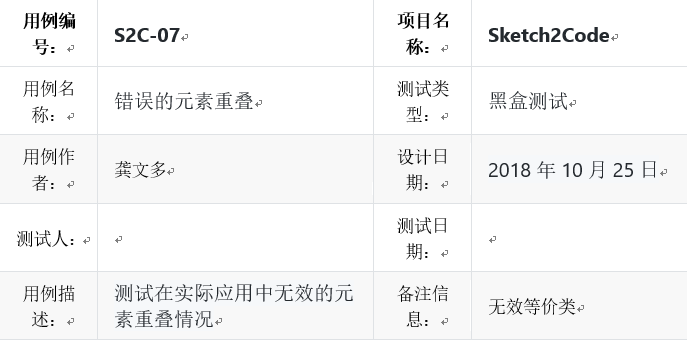 用例编 项目名
号： S2C-07 称： Sketch2Code
用例名 测试类
称： 错误的元素重叠 型： 黑盒测试
用例作 设计日
者： 龚文多 期： 2018 年 10 月 25 日
测试人： 测试日
期：
用例描 测试在实际应用中无效的元 备注信
述： 素重叠情况 息： 无效等价类